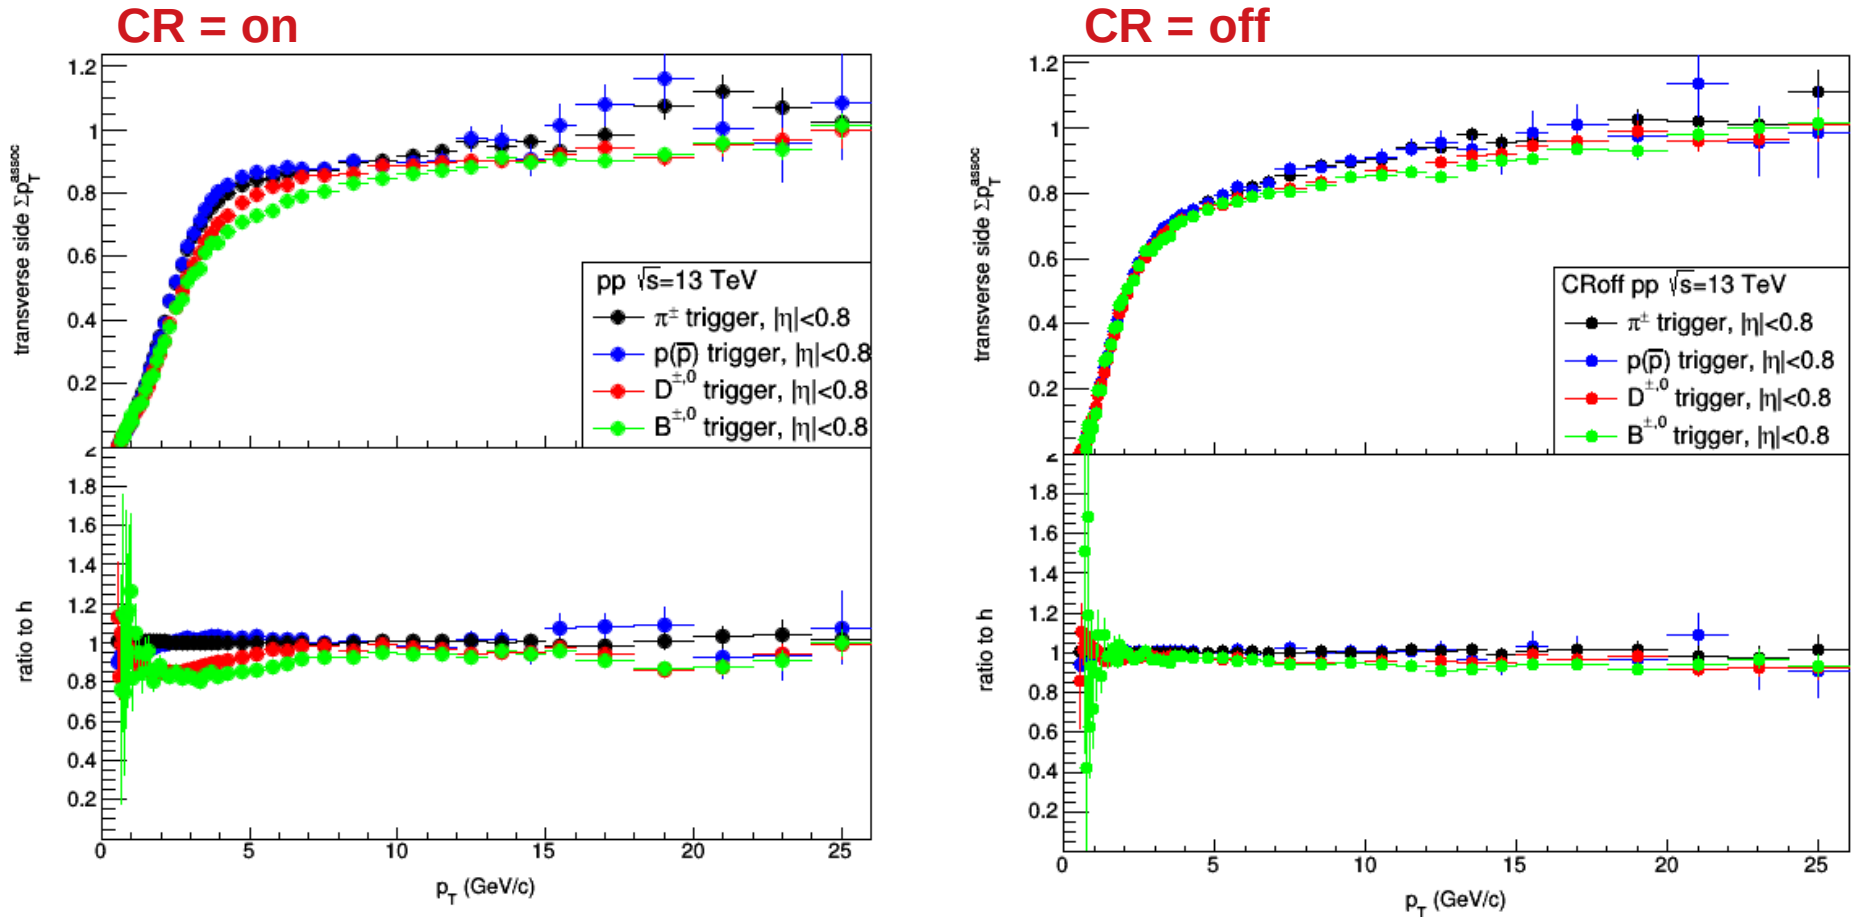 CR = on
1.2
1
0.8
0.6
0.4
0.2
transverse side Σp_T^assoc
pp √s=13 TeV
π± trigger, |η|<0.8
p(p̅) trigger, |η|<0.8
D±,0 trigger, |η|<0.8
B±,0 trigger, |η|<0.8
2
1.8
1.6
1.4
1.2
1
0.8
0.6
0.4
0.2
ratio to h
0 5 10 15 20 25
p_T (GeV/c)
CR = off
1.2
1
0.8
0.6
0.4
0.2
transverse side Σp_T^assoc
CRoff pp √s=13 TeV
π± trigger, |η|<0.8
p(p̅) trigger, |η|<0.8
D±,0 trigger, |η|<0.8
B±,0 trigger, |η|<0.8
2
1.8
1.6
1.4
1.2
1
0.8
0.6
0.4
0.2
ratio to h
0 5 10 15 20 25
p_T (GeV/c)